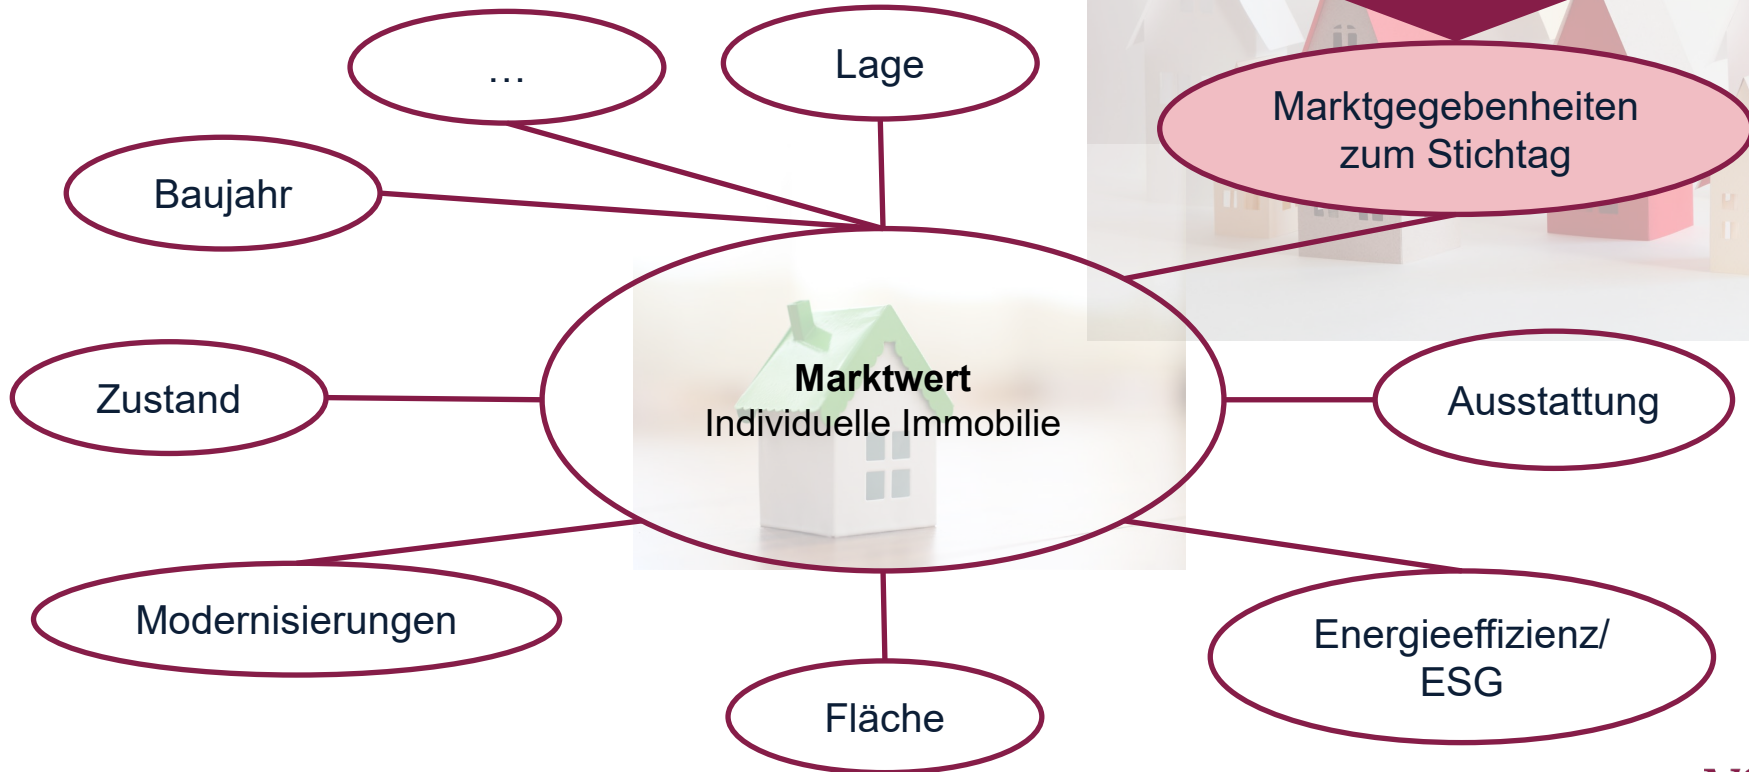 …
Lage
Marktgegebenheiten
zum Stichtag
Baujahr
Zustand
Marktwert
Individuelle Immobilie
Ausstattung
Modernisierungen
Energieeffizienz/
ESG
Fläche